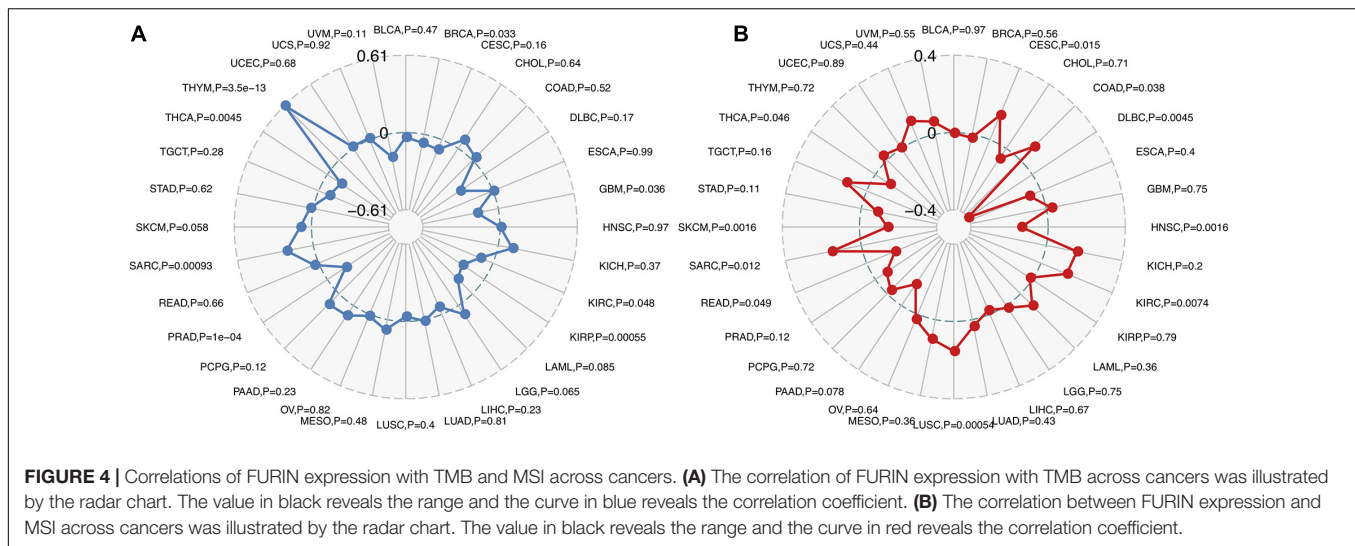 A
BLCA,P=0.47
BRCA,P=0.033
CESC,P=0.16
CHOL,P=0.64
COAD,P=0.52
DLBC,P=0.17
ESCA,P=0.99
GBM,P=0.036
HNSC,P=0.97
KICH,P=0.37
KIRC,P=0.048
KIRP,P=0.00055
LAML,P=0.085
LGG,P=0.065
LIHC,P=0.23
LUAD,P=0.81
LUSC,P=0.4
MESO,P=0.48
OV,P=0.82
PAAD,P=0.23
PCPG,P=0.12
PRAD,P=1e−04
READ,P=0.66
SARC,P=0.00093
SKCM,P=0.058
STAD,P=0.62
TGCT,P=0.28
THCA,P=0.0045
THYM,P=3.5e−13
UCEC,P=0.68
UCS,P=0.92
UVM,P=0.11
0.61
0
−0.61
B
BLCA,P=0.97
BRCA,P=0.56
CESC,P=0.015
CHOL,P=0.71
COAD,P=0.038
DLBC,P=0.0045
ESCA,P=0.4
GBM,P=0.75
HNSC,P=0.0016
KICH,P=0.2
KIRC,P=0.0074
KIRP,P=0.79
LAML,P=0.36
LGG,P=0.75
LIHC,P=0.67
LUAD,P=0.43
LUSC,P=0.00054
MESO,P=0.36
OV,P=0.64
PAAD,P=0.078
PCPG,P=0.72
PRAD,P=0.12
READ,P=0.049
SARC,P=0.012
SKCM,P=0.0016
STAD,P=0.11
TGCT,P=0.16
THCA,P=0.046
THYM,P=0.72
UCEC,P=0.89
UCS,P=0.44
UVM,P=0.55
0.4
0
−0.4
FIGURE 4 | Correlations of FURIN expression with TMB and MSI across cancers. (A) The correlation of FURIN expression with TMB across cancers was illustrated
by the radar chart. The value in black reveals the range and the curve in blue reveals the correlation coefficient. (B) The correlation between FURIN expression and
MSI across cancers was illustrated by the radar chart. The value in black reveals the range and the curve in red reveals the correlation coefficient.